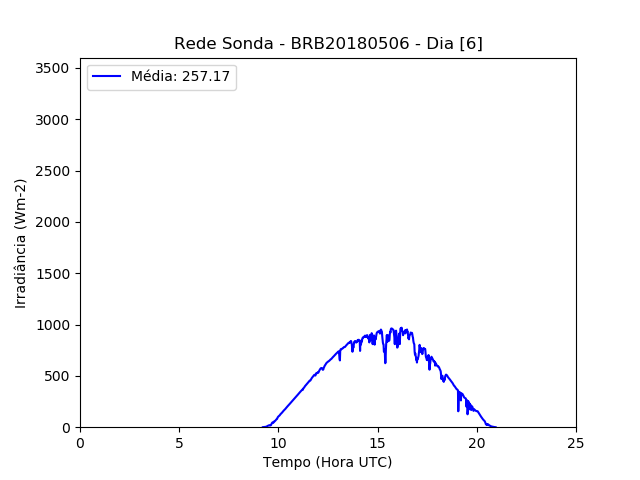 Rede Sonda - BRB20180506 - Dia [6]
Média: 257.17
3500
3000
2500
2000
1500
1000
500
0
Irradiância (Wm-2)
0 5 10 15 20 25
Tempo (Hora UTC)